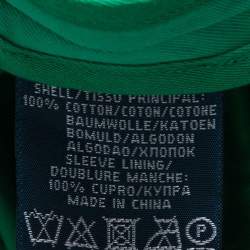 SHELL/TISSU PRINCIPAL:
100% COTTON/COTON/COTONE
BAUMWOLLE/KATOEN
BOMULD/ALGODON
ALGODÃO/ХЛОПОК
SLEEVE LINING/
DOUBLURE MANCHE:
100% CUPRO/КУПРА
MADE IN CHINA